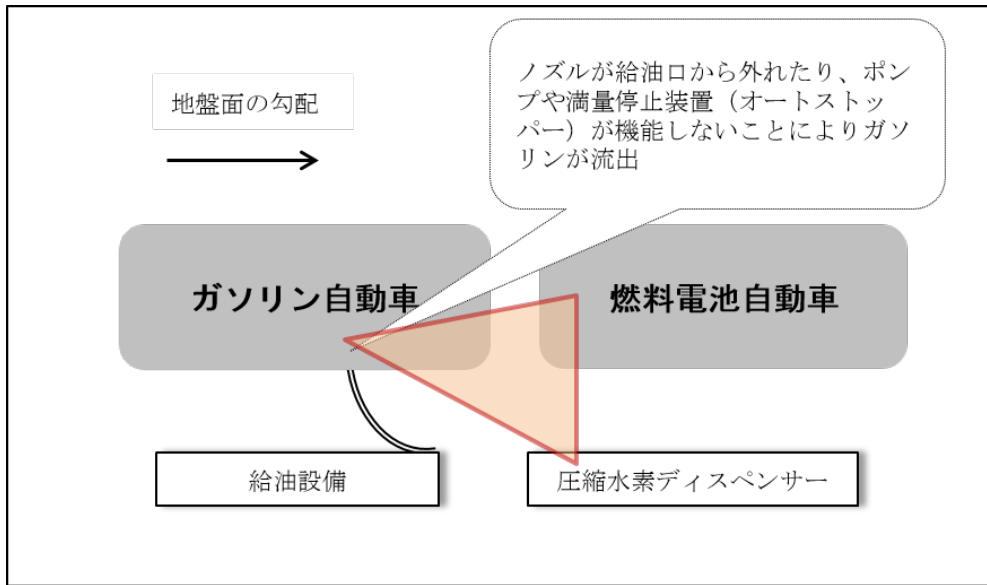 ノズルが給油口から外れたり、ポン
プや満量停止装置（オートストッ
パー）が機能しないことによりガソ
リンが流出
地盤面の勾配
ガソリン自動車
燃料電池自動車
給油設備
圧縮水素ディスペンサー